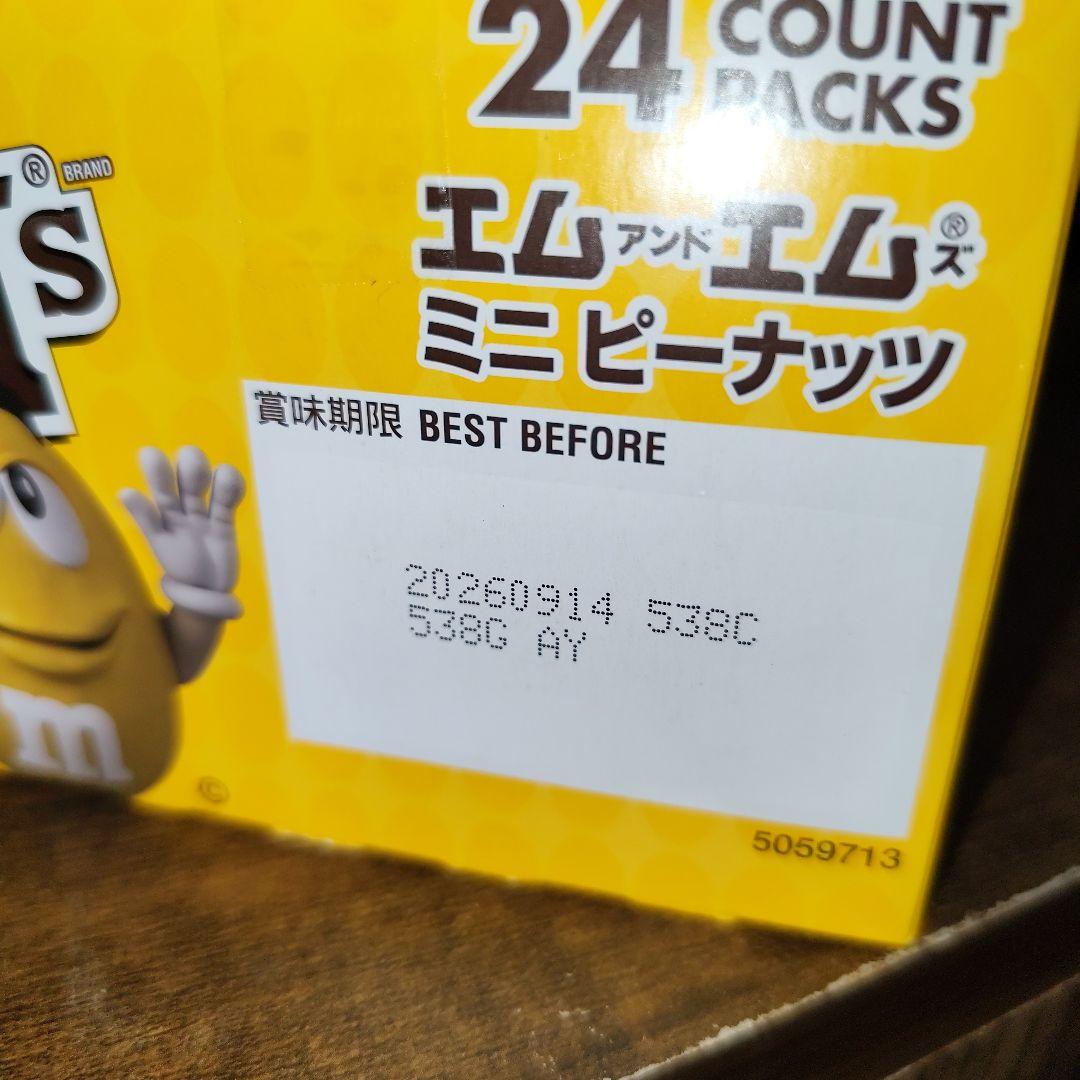 24 COUNT
PACKS
® BRAND
's
エムアンドエムズ®
ミニ ピーナッツ
賞味期限 BEST BEFORE
20260914 538C
538G AY
m
©
5059713